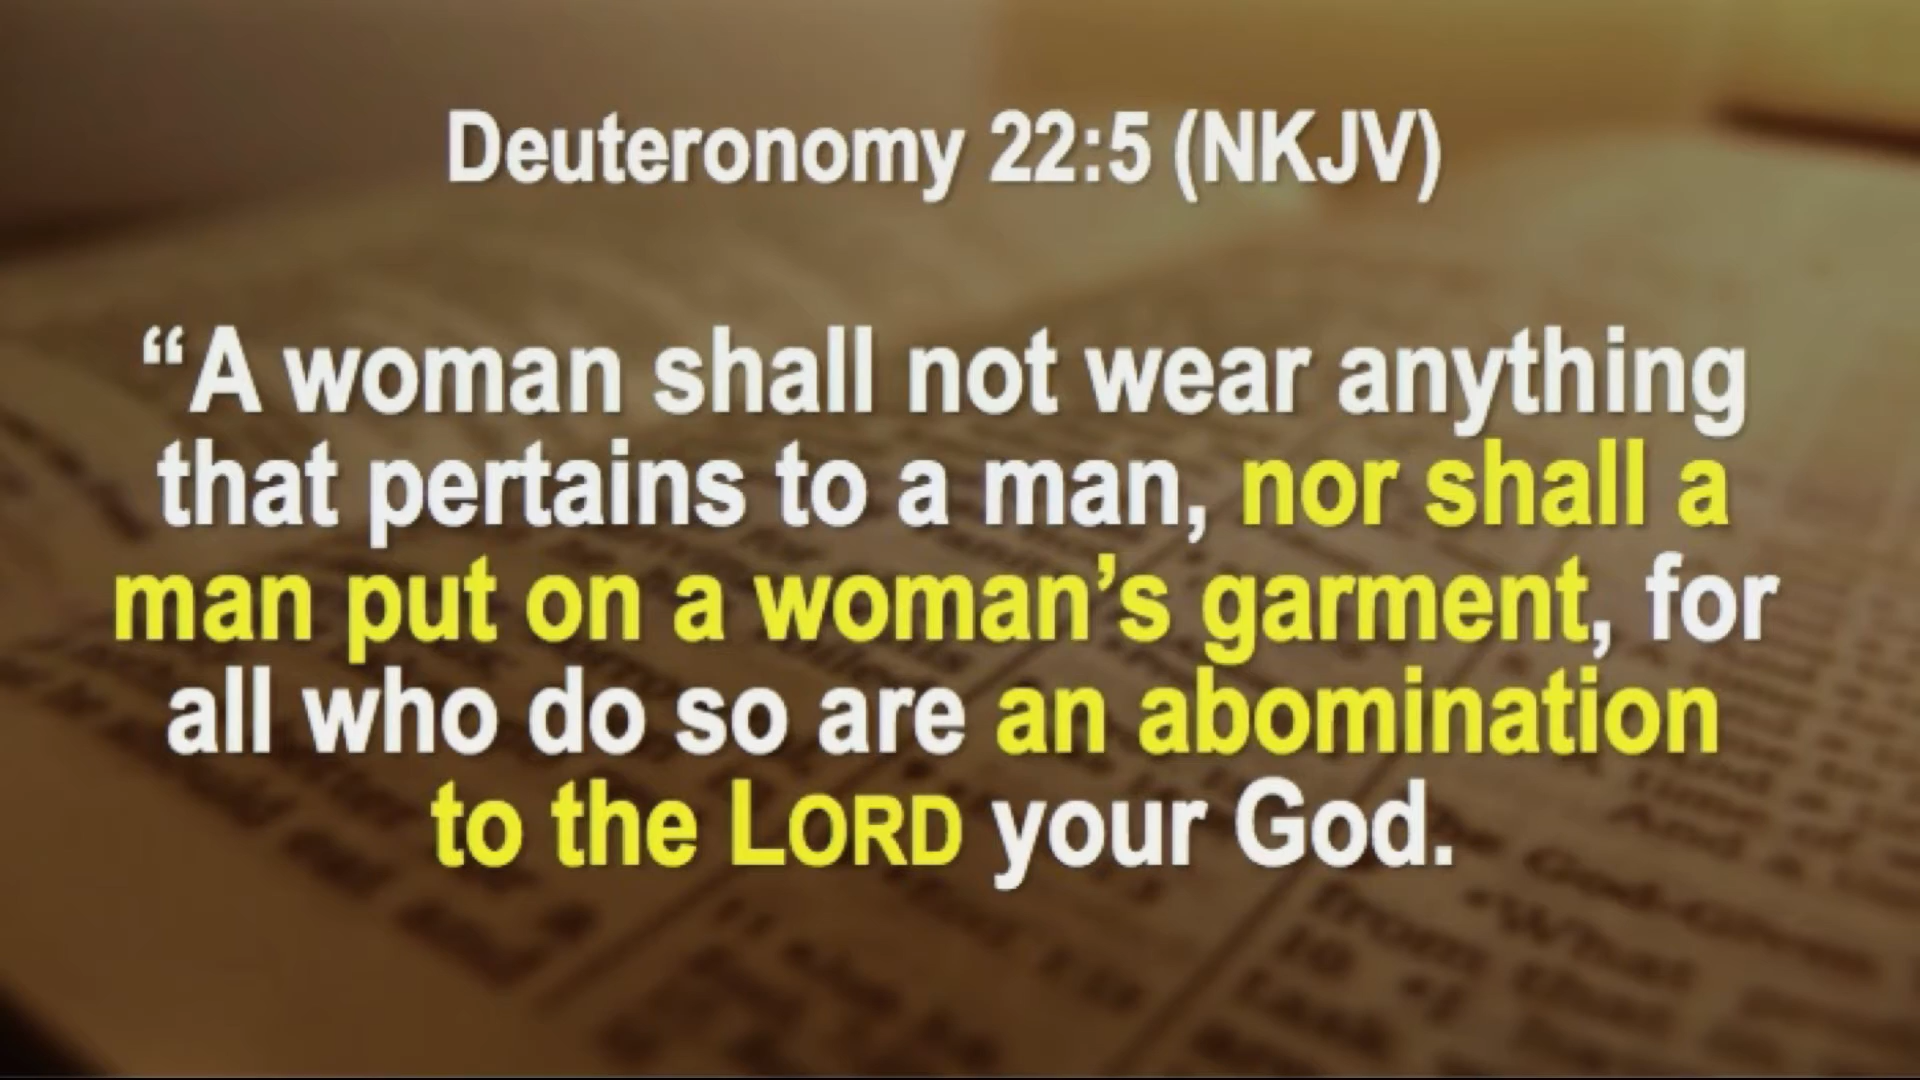 Deuteronomy 22:5 (NKJV)
“A woman shall not wear anything
that pertains to a man, nor shall a
man put on a woman’s garment, for
all who do so are an abomination
to the LORD your God.